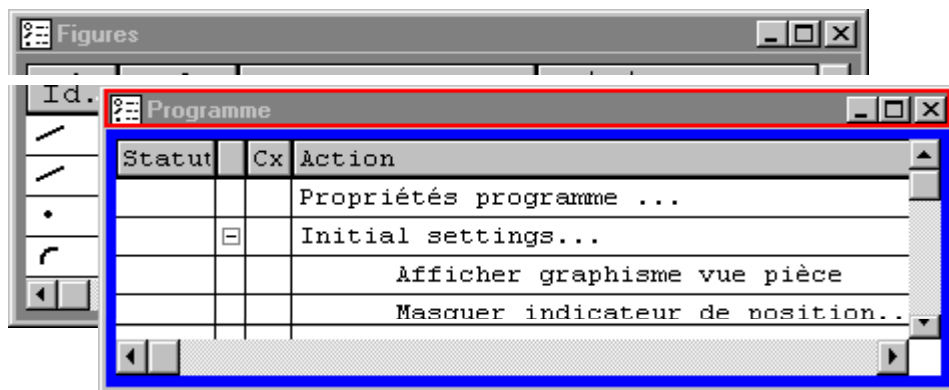 Figures
Id.
Programme
Statut Cx Action
Propriétés programme ...
Initial settings...
Afficher graphisme vue pièce
Masquer indicateur de position..